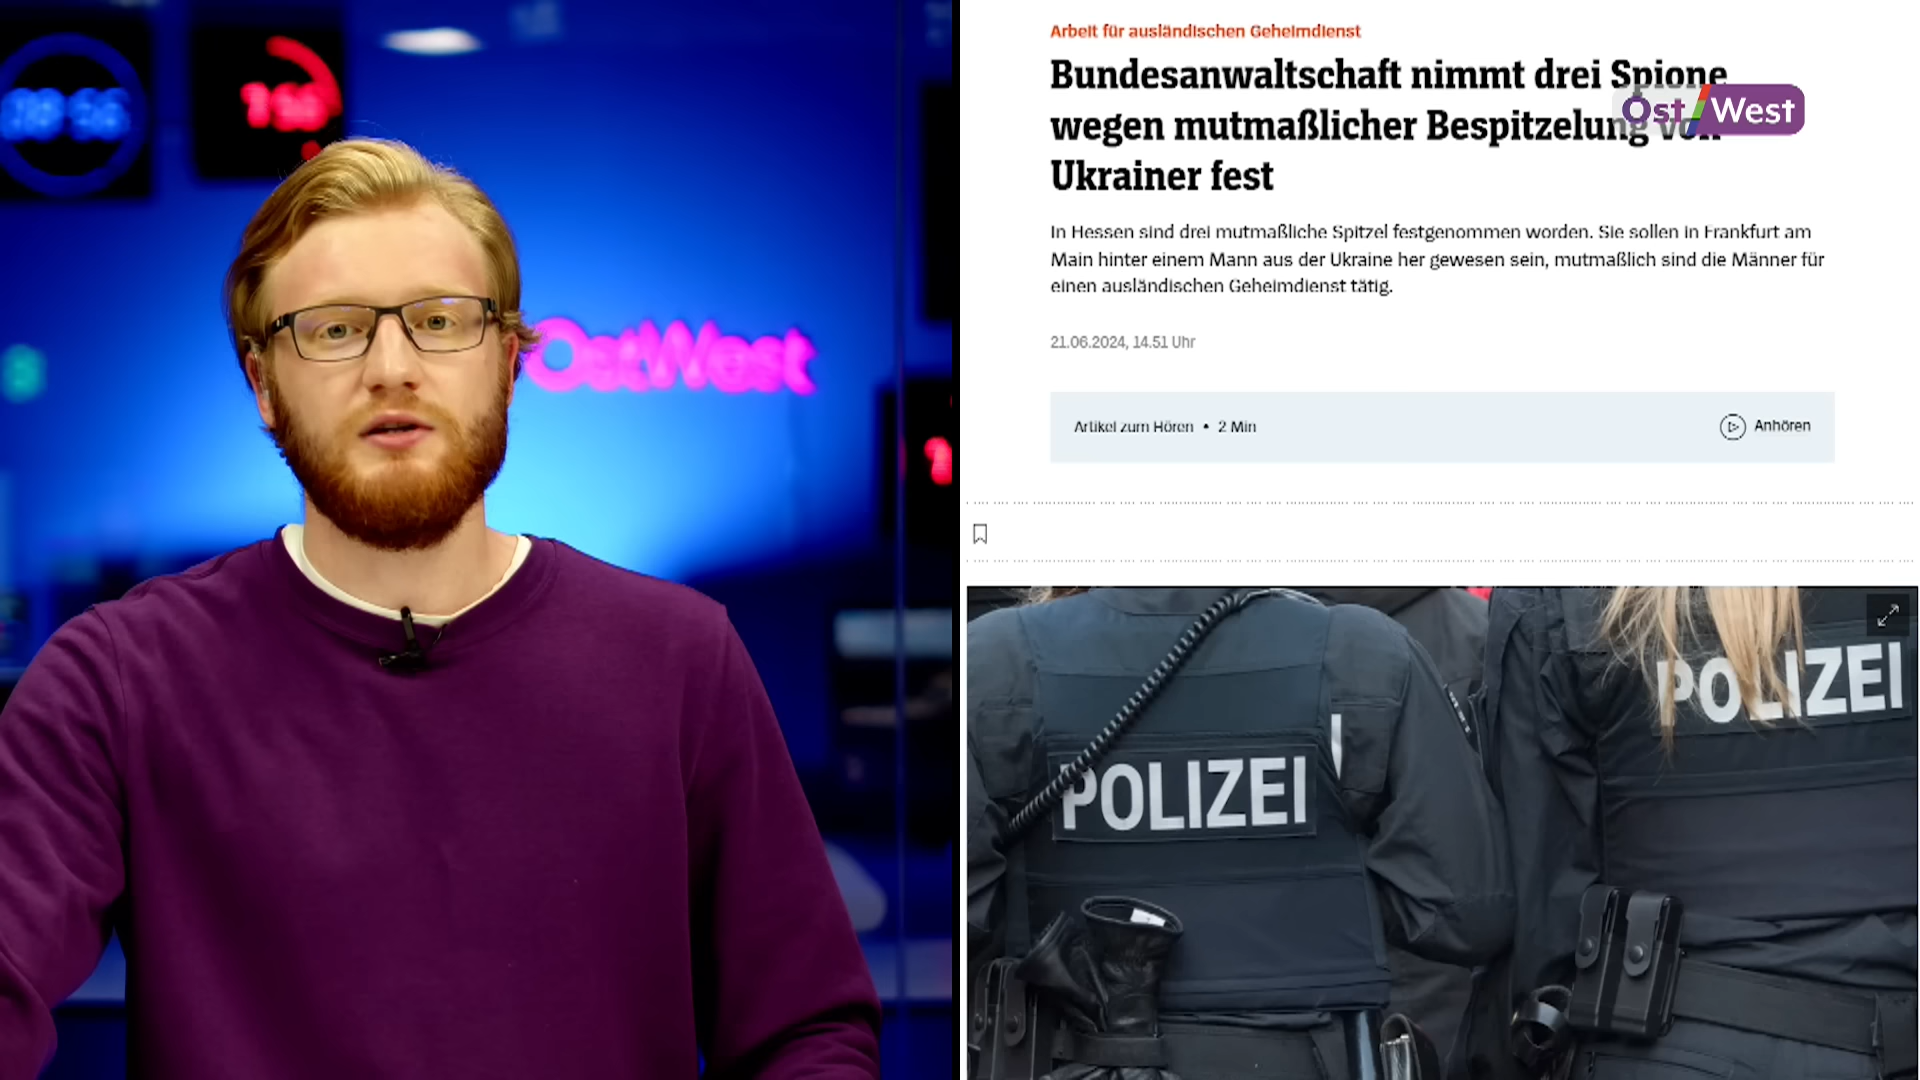 OstWest
Arbeit für ausländischen Geheimdienst
Bundesanwaltschaft nimmt drei Spione
wegen mutmaßlicher Bespitzelung von
Ukrainer fest
Ost/West
In Hessen sind drei mutmaßliche Spitzel festgenommen worden. Sie sollen in Frankfurt am
Main hinter einem Mann aus der Ukraine her gewesen sein, mutmaßlich sind die Männer für
einen ausländischen Geheimdienst tätig.
21.06.2024, 14.51 Uhr
Artikel zum Hören • 2 Min
Anhören
POLIZEI
POLIZEI